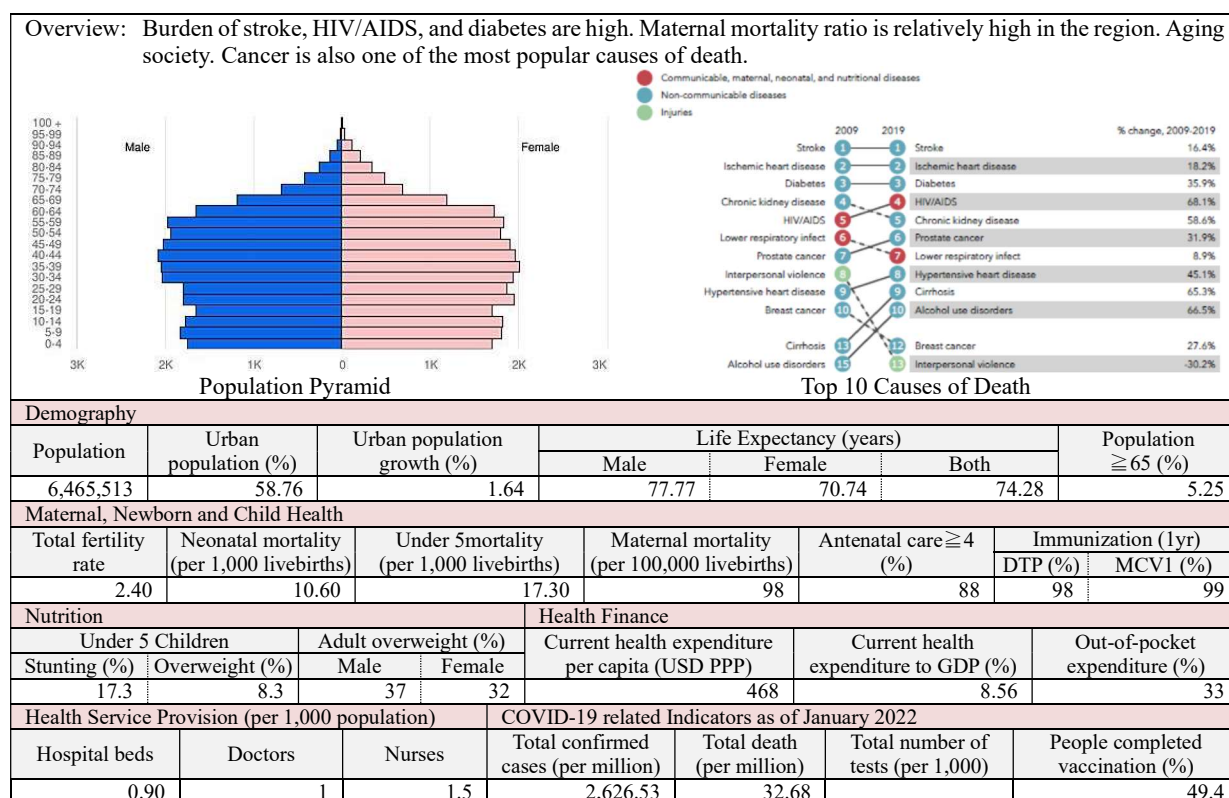 Overview: Burden of stroke, HIV/AIDS, and diabetes are high. Maternal mortality ratio is relatively high in the region. Aging
society. Cancer is also one of the most popular causes of death.
Communicable, maternal, neonatal, and nutritional diseases
Non-communicable diseases
Injuries
100 +
95-99
90-94
85-89
80-84
75-79
70-74
65-69
60-64
55-59
50-54
45-49
40-44
35-39
30-34
25-29
20-24
15-19
10-14
5-9
0-4
Male
Female
3K 2K 1K 0 1K 2K 3K
Population Pyramid
2009 2019 % change, 2009-2019
Stroke 1 1 Stroke 16.4%
Ischemic heart disease 2 2 Ischemic heart disease 18.2%
Diabetes 3 3 Diabetes 35.9%
Chronic kidney disease 4 4 HIV/AIDS 68.1%
HIV/AIDS 5 5 Chronic kidney disease 58.6%
Lower respiratory infect 6 6 Prostate cancer 31.9%
Prostate cancer 7 7 Lower respiratory infect 8.9%
Interpersonal violence 8 8 Hypertensive heart disease 45.1%
Hypertensive heart disease 9 9 Cirrhosis 65.3%
Breast cancer 10 10 Alcohol use disorders 66.5%
Cirrhosis 13 12 Breast cancer 27.6%
Alcohol use disorders 15 13 Interpersonal violence -30.2%
Top 10 Causes of Death
Demography
Population Urban population (%) Urban population growth (%) Life Expectancy (years) Population ≧65 (%)
Male Female Both
6,465,513 58.76 1.64 77.77 70.74 74.28 5.25
Maternal, Newborn and Child Health
Total fertility rate Neonatal mortality (per 1,000 livebirths) Under 5mortality (per 1,000 livebirths) Maternal mortality (per 100,000 livebirths) Antenatal care≧4 (%) Immunization (1yr)
DTP (%) MCV1 (%)
2.40 10.60 17.30 98 88 98 99
Nutrition Health Finance
Under 5 Children Adult overweight (%) Current health expenditure per capita (USD PPP) Current health expenditure to GDP (%) Out-of-pocket expenditure (%)
Stunting (%) Overweight (%) Male Female
17.3 8.3 37 32 468 8.56 33
Health Service Provision (per 1,000 population) COVID-19 related Indicators as of January 2022
Hospital beds Doctors Nurses Total confirmed cases (per million) Total death (per million) Total number of tests (per 1,000) People completed vaccination (%)
0.90 1 1.5 2,626.53 32.68 49.4